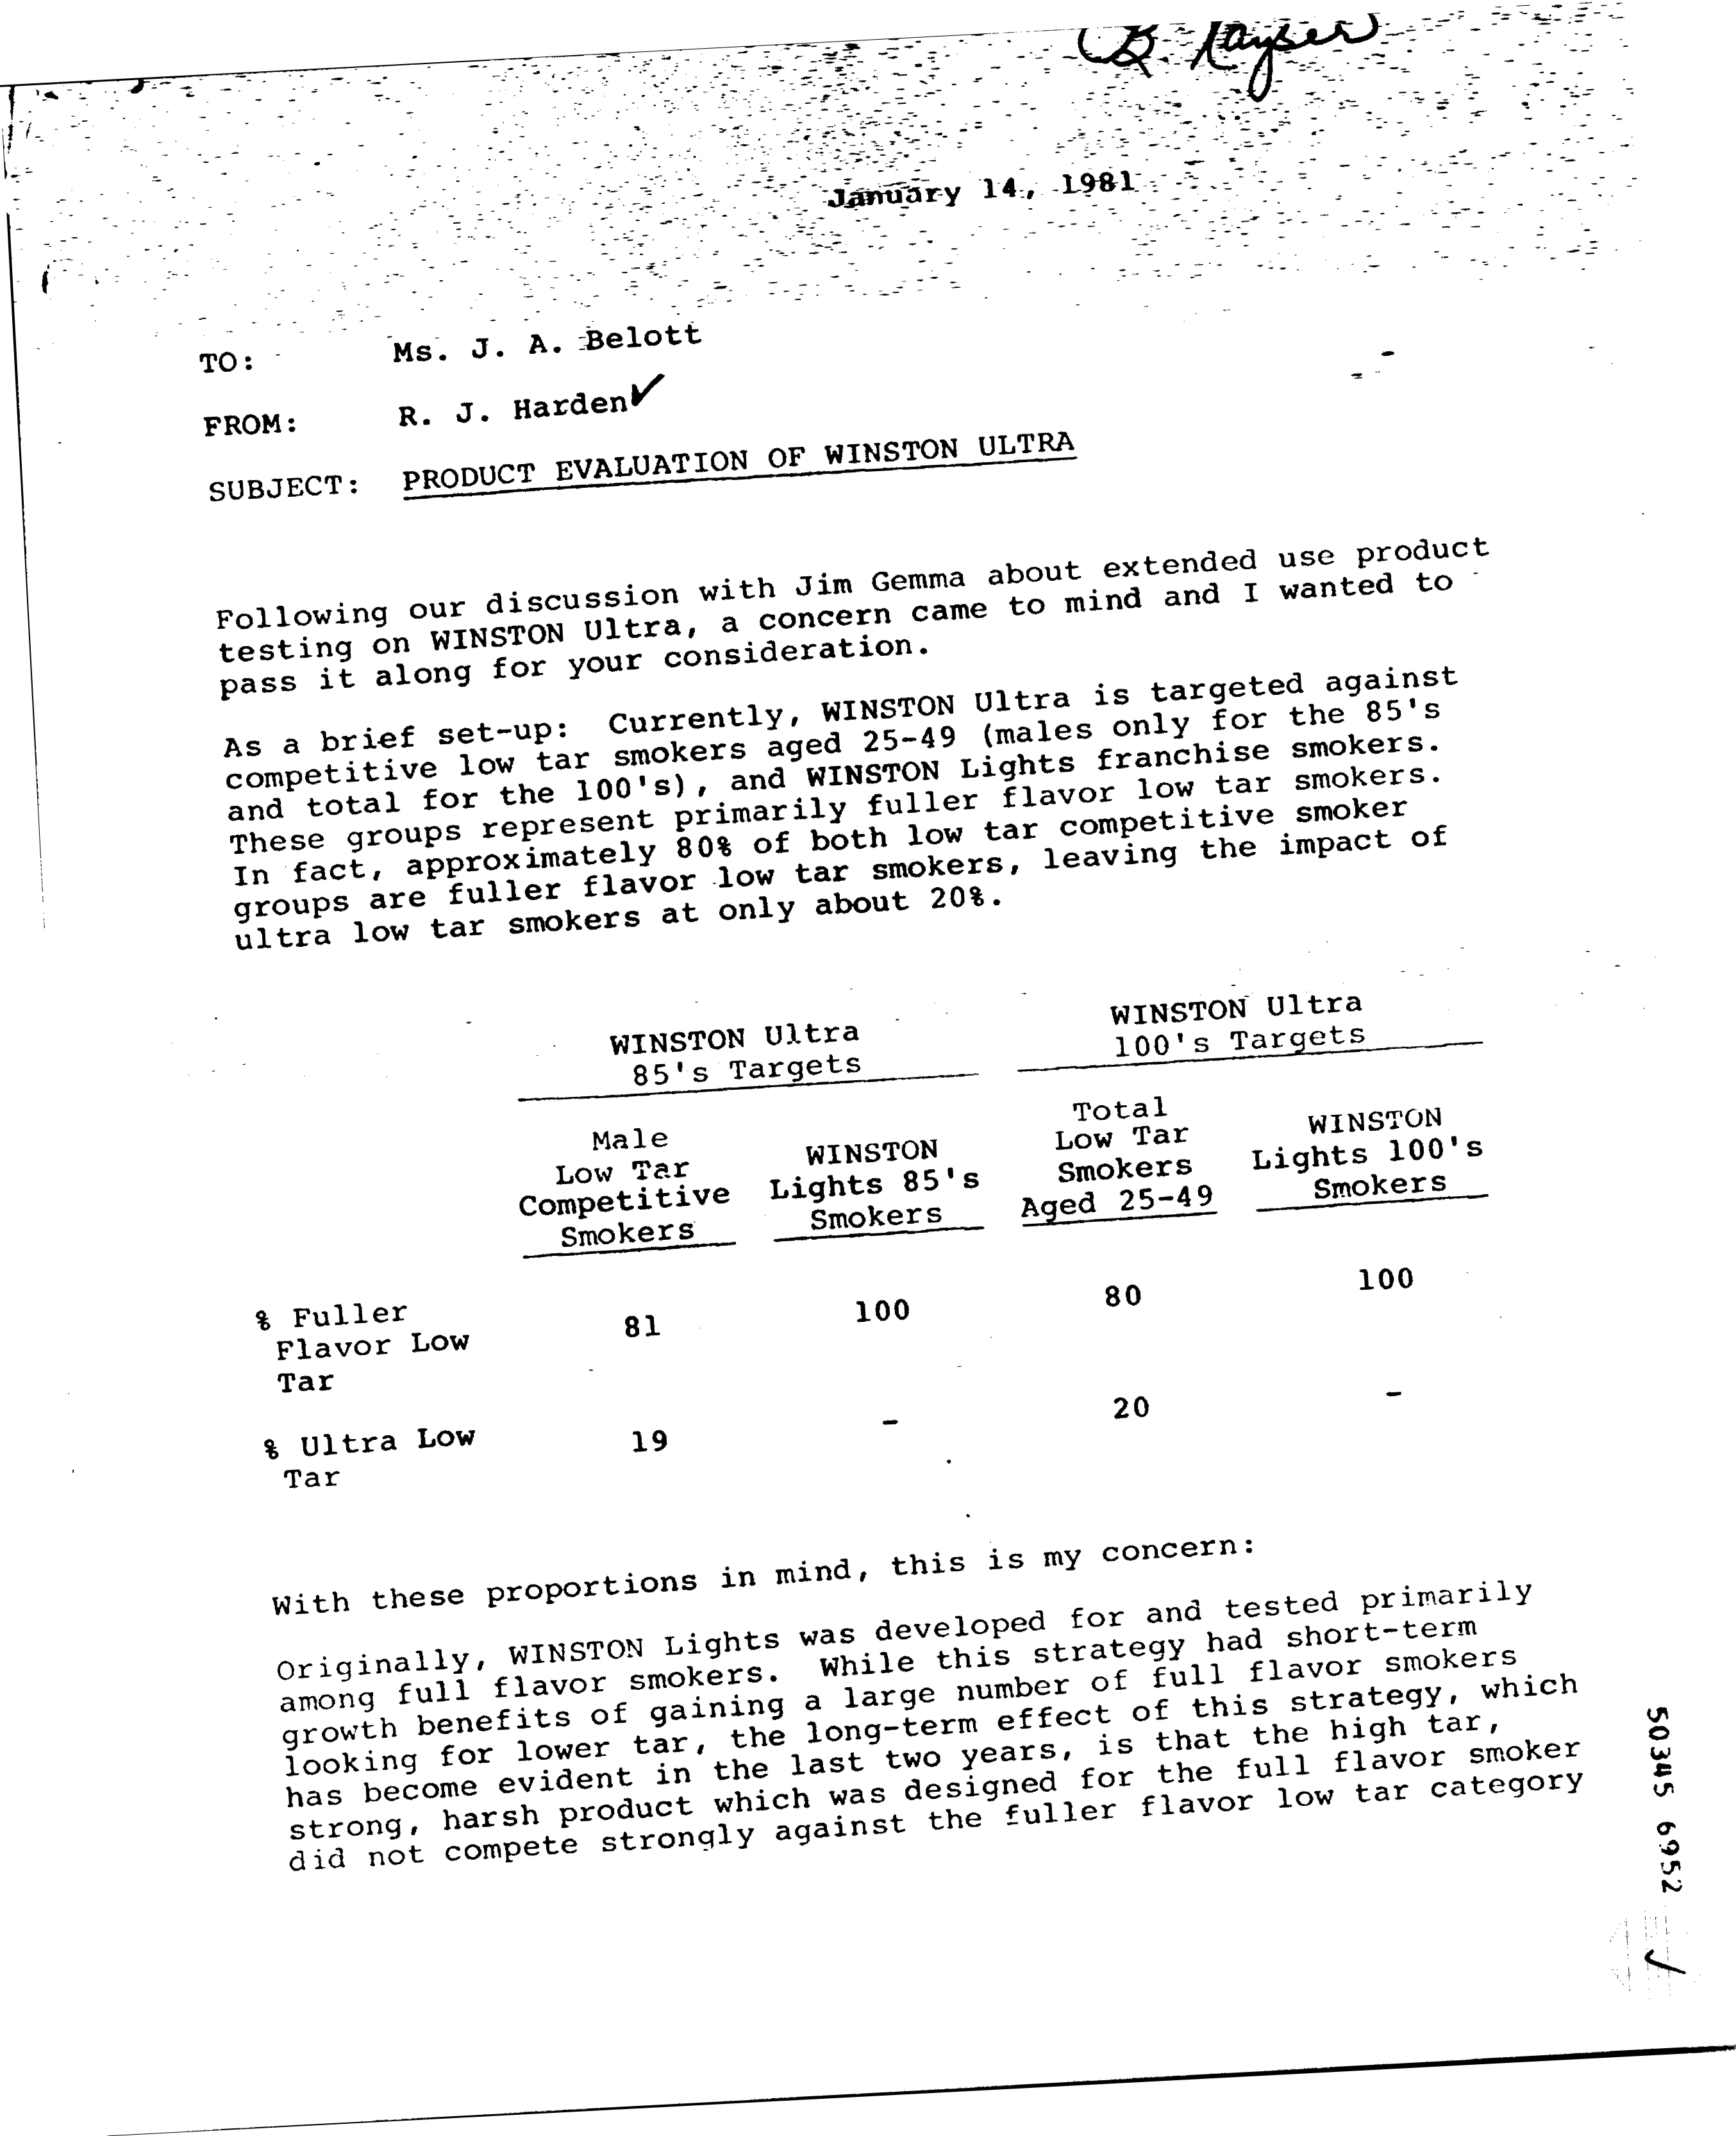 B. Kayser
January 14, 1981
TO: Ms. J. A. Belott
FROM: R. J. Harden ✓
SUBJECT: PRODUCT EVALUATION OF WINSTON ULTRA
Following our discussion with Jim Gemma about extended use product
testing on WINSTON Ultra, a concern came to mind and I wanted to
pass it along for your consideration.
As a brief set-up: Currently, WINSTON Ultra is targeted against
competitive low tar smokers aged 25-49 (males only for the 85's
and total for the 100's), and WINSTON Lights franchise smokers.
These groups represent primarily fuller flavor low tar smokers.
In fact, approximately 80% of both low tar competitive smoker
groups are fuller flavor low tar smokers, leaving the impact of
ultra low tar smokers at only about 20%.
WINSTON Ultra WINSTON Ultra
85's Targets 100's Targets
Male Total
Low Tar WINSTON Low Tar WINSTON
Competitive Lights 85's Smokers Lights 100's
Smokers Smokers Aged 25-49 Smokers
% Fuller 81 100 80 100
Flavor Low
Tar
% Ultra Low 19 - 20 -
Tar
With these proportions in mind, this is my concern:
Originally, WINSTON Lights was developed for and tested primarily
among full flavor smokers. While this strategy had short-term
growth benefits of gaining a large number of full flavor smokers
looking for lower tar, the long-term effect of this strategy, which
has become evident in the last two years, is that the high tar,
strong, harsh product which was designed for the full flavor smoker
did not compete strongly against the fuller flavor low tar category
50345 6952